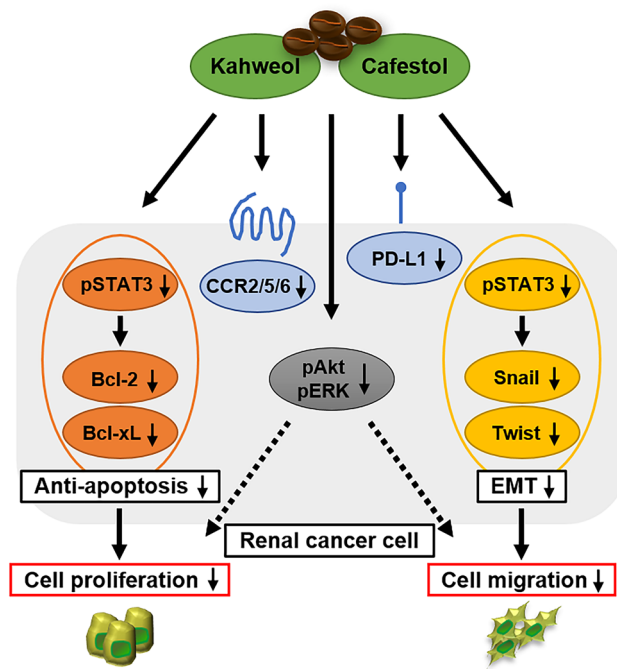 Kahweol
Cafestol
pSTAT3 ↓
CCR2/5/6 ↓
PD-L1 ↓
pSTAT3 ↓
Bcl-2 ↓
pAkt
pERK ↓
Snail ↓
Bcl-xL ↓
Twist ↓
Anti-apoptosis ↓
EMT ↓
Renal cancer cell
Cell proliferation ↓
Cell migration ↓